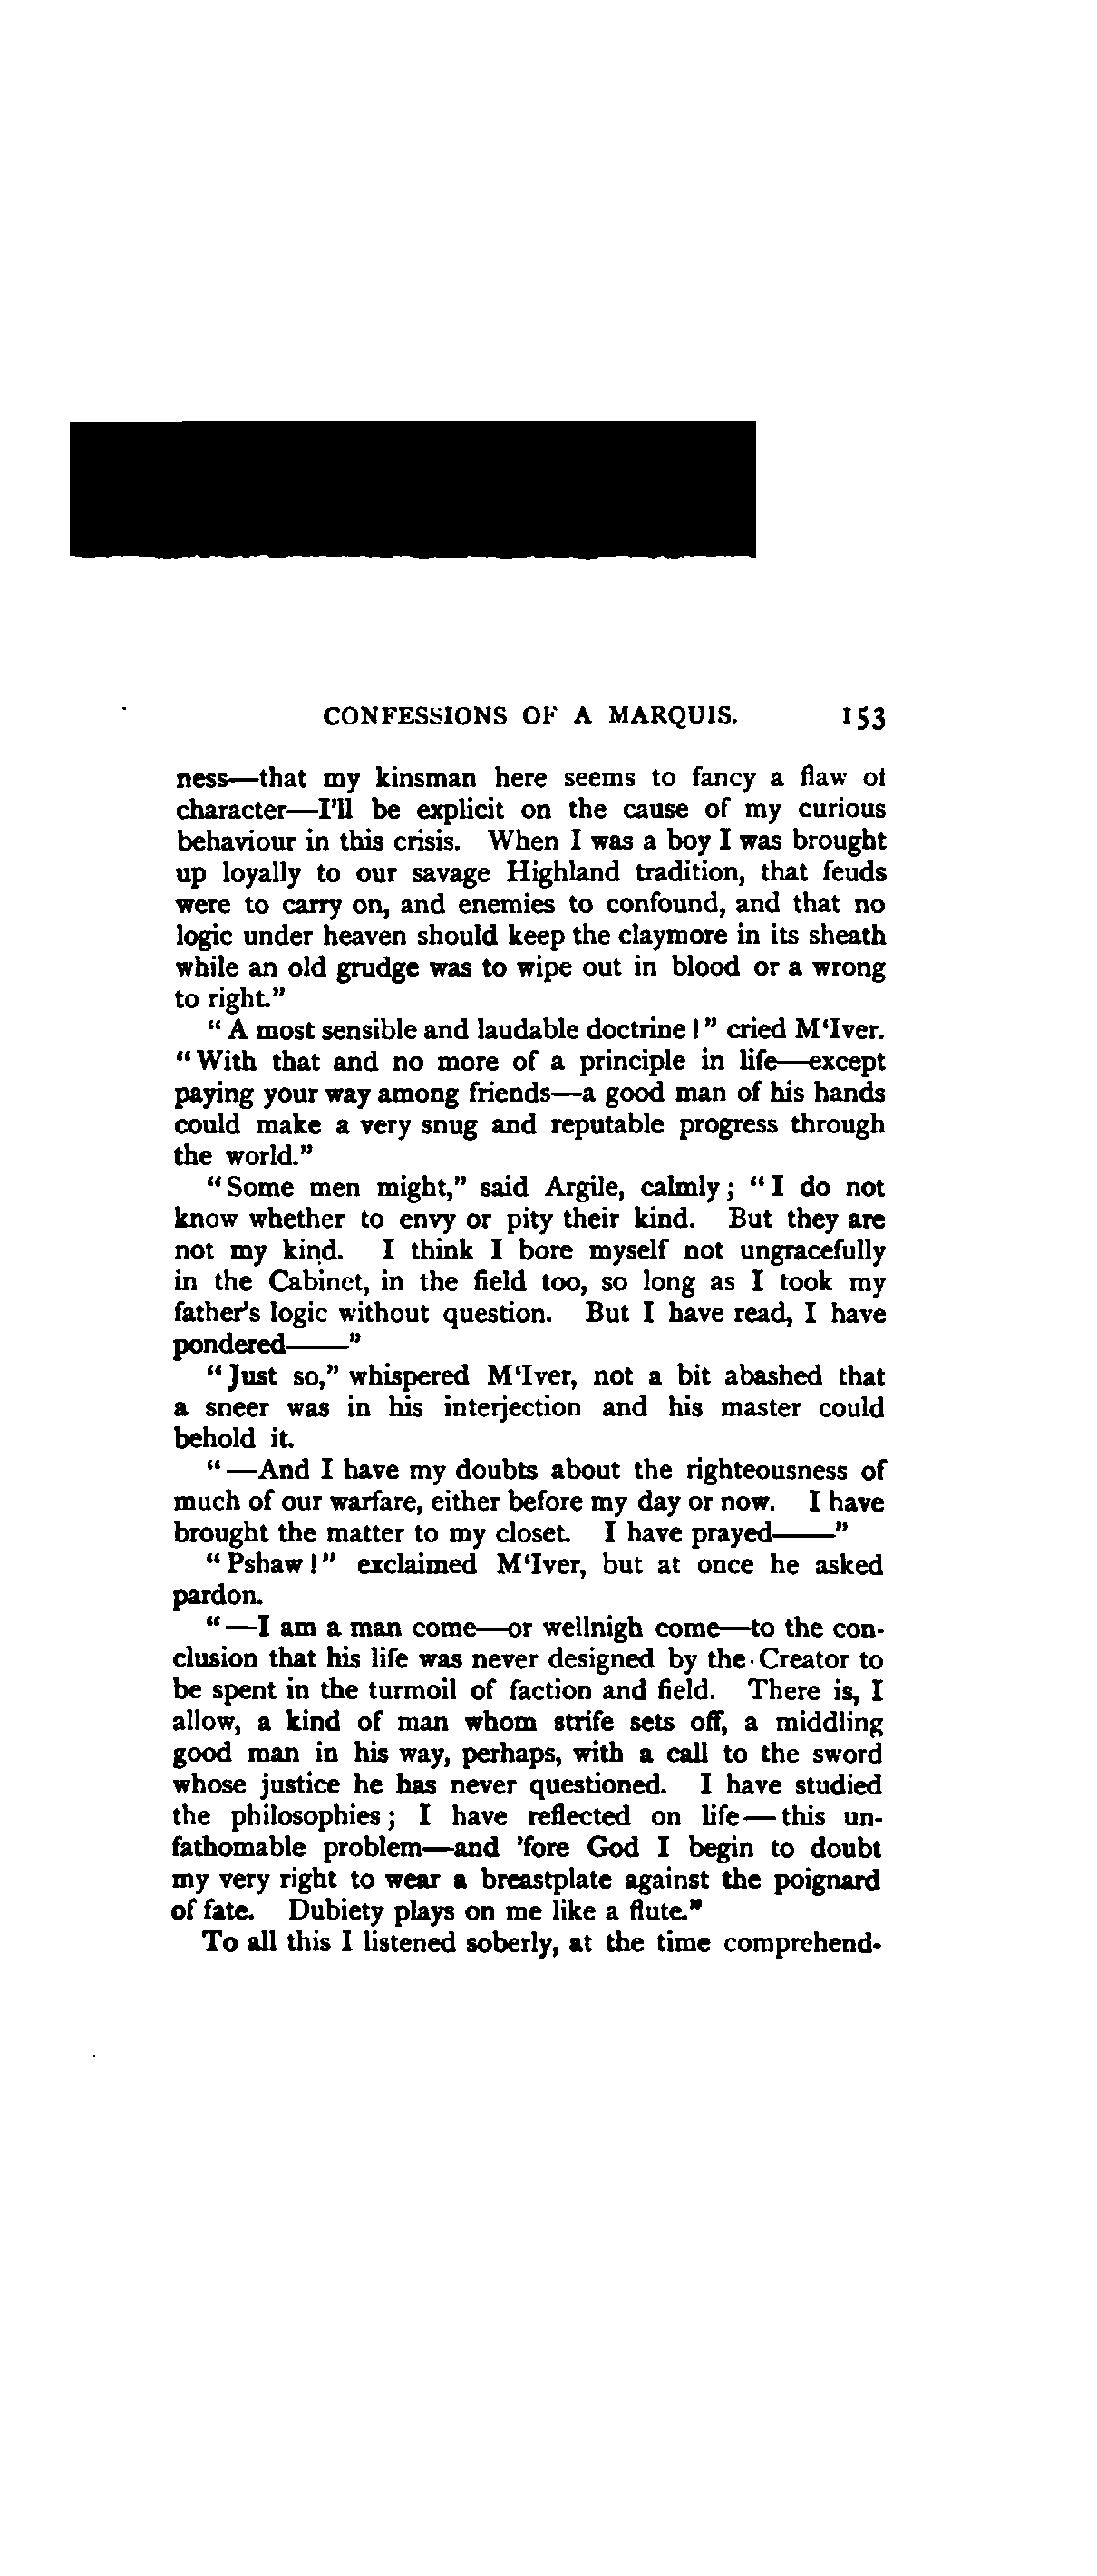 CONFESSIONS OF A MARQUIS. 153
ness—that my kinsman here seems to fancy a flaw of
character—I'll be explicit on the cause of my curious
behaviour in this crisis. When I was a boy I was brought
up loyally to our savage Highland tradition, that feuds
were to carry on, and enemies to confound, and that no
logic under heaven should keep the claymore in its sheath
while an old grudge was to wipe out in blood or a wrong
to right."
"A most sensible and laudable doctrine!" cried M'Iver.
"With that and no more of a principle in life—except
paying your way among friends—a good man of his hands
could make a very snug and reputable progress through
the world."
"Some men might," said Argile, calmly; "I do not
know whether to envy or pity their kind. But they are
not my kind. I think I bore myself not ungracefully
in the Cabinet, in the field too, so long as I took my
father's logic without question. But I have read, I have
pondered——"
"Just so," whispered M'Iver, not a bit abashed that
a sneer was in his interjection and his master could
behold it.
"—And I have my doubts about the righteousness of
much of our warfare, either before my day or now. I have
brought the matter to my closet. I have prayed——"
"Pshaw!" exclaimed M'Iver, but at once he asked
pardon.
"—I am a man come—or wellnigh come—to the con-
clusion that his life was never designed by the Creator to
be spent in the turmoil of faction and field. There is, I
allow, a kind of man whom strife sets off, a middling
good man in his way, perhaps, with a call to the sword
whose justice he has never questioned. I have studied
the philosophies; I have reflected on life—this un-
fathomable problem—and 'fore God I begin to doubt
my very right to wear a breastplate against the poignard
of fate. Dubiety plays on me like a flute."
To all this I listened soberly, at the time comprehend-